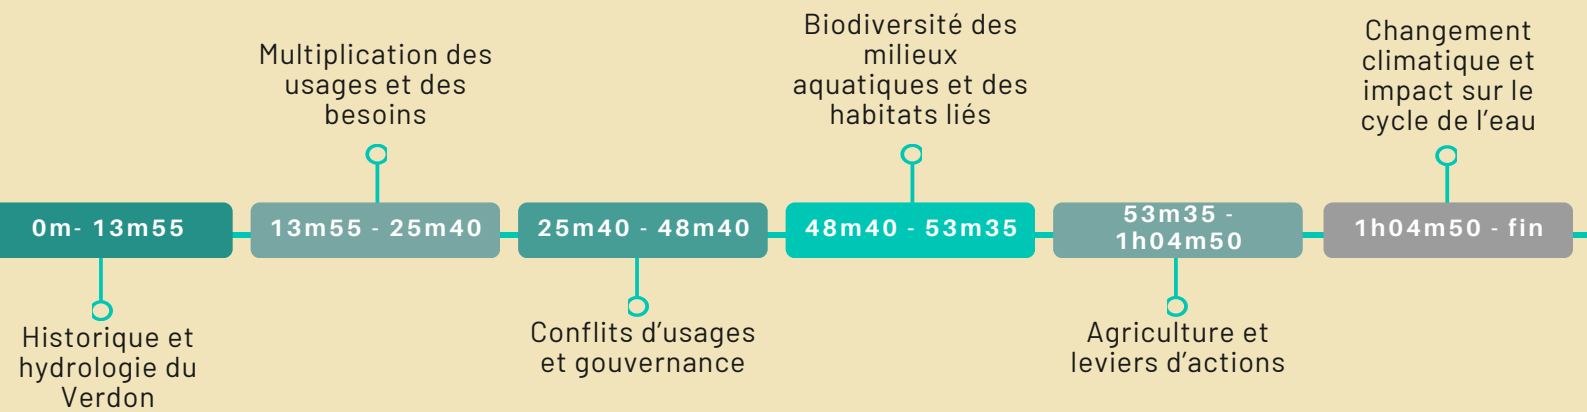 0m- 13m55
Historique et
hydrologie du
Verdon
Multiplication des
usages et des
besoins
13m55 - 25m40
25m40 - 48m40
Conflits d’usages
et gouvernance
Biodiversité des
milieux
aquatiques et des
habitats liés
48m40 - 53m35
53m35 -
1h04m50
Agriculture et
leviers d’actions
Changement
climatique et
impact sur le
cycle de l’eau
1h04m50 - fin